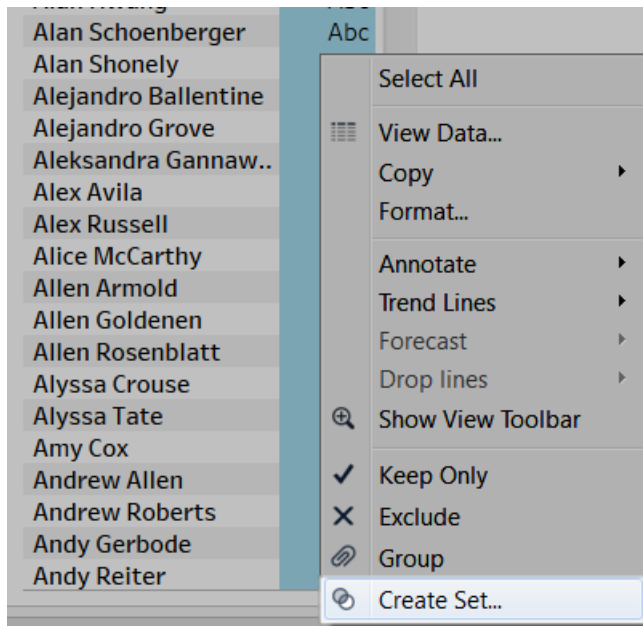 Alan Schoenberger Abc
Alan Shonely
Alejandro Ballentine
Alejandro Grove
Aleksandra Gannaw..
Alex Avila
Alex Russell
Alice McCarthy
Allen Armold
Allen Goldenen
Allen Rosenblatt
Alyssa Crouse
Alyssa Tate
Amy Cox
Andrew Allen
Andrew Roberts
Andy Gerbode
Andy Reiter
Select All
View Data...
Copy
Format...
Annotate
Trend Lines
Forecast
Drop lines
Show View Toolbar
Keep Only
Exclude
Group
Create Set...